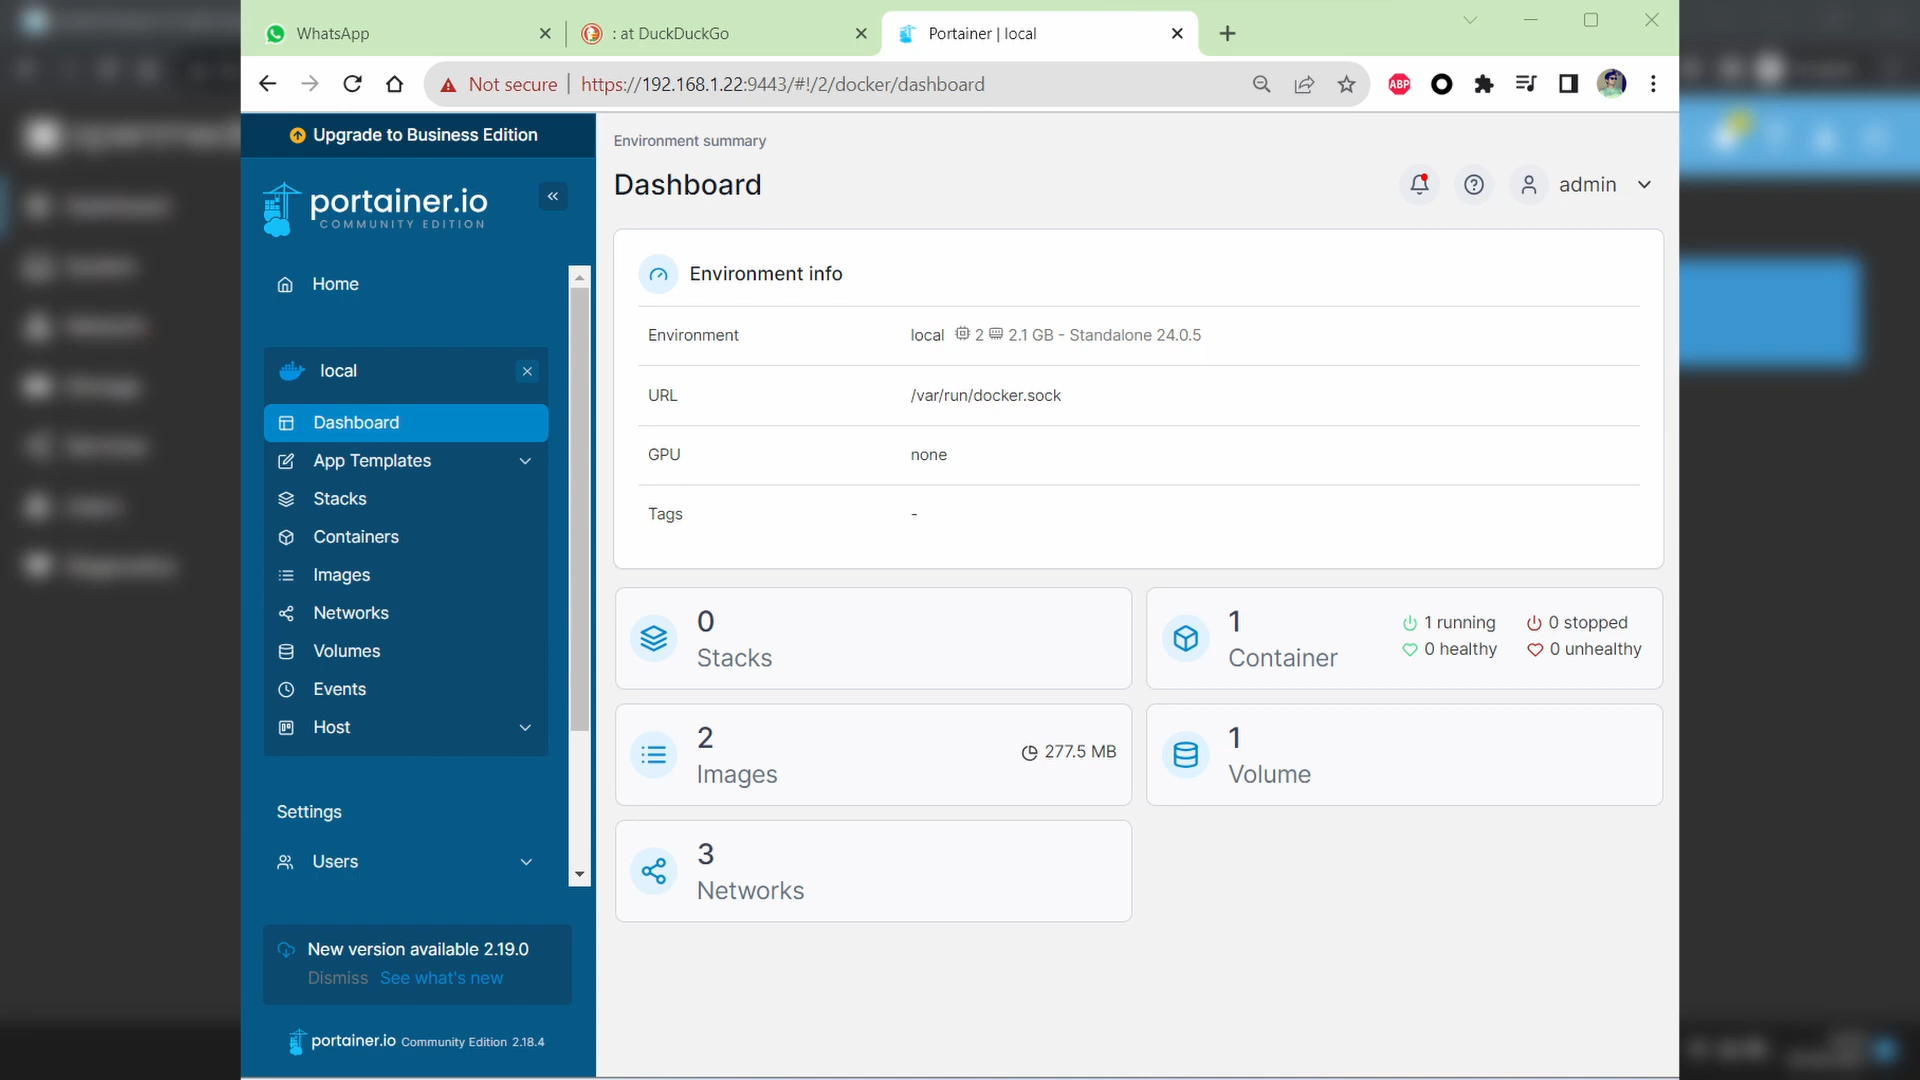 WhatsApp
: at DuckDuckGo
Portainer | local
Not secure
https://192.168.1.22:9443/#!/2/docker/dashboard
ABP
Upgrade to Business Edition
portainer.io
COMMUNITY EDITION
Home
local
Dashboard
App Templates
Stacks
Containers
Images
Networks
Volumes
Events
Host
Settings
Users
New version available 2.19.0
Dismiss See what's new
portainer.io Community Edition 2.18.4
Environment summary
Dashboard
admin
Environment info
Environment local 2 2.1 GB - Standalone 24.0.5
URL /var/run/docker.sock
GPU none
Tags -
0
Stacks
1
Container
1 running 0 stopped
0 healthy 0 unhealthy
2
Images
277.5 MB
1
Volume
3
Networks